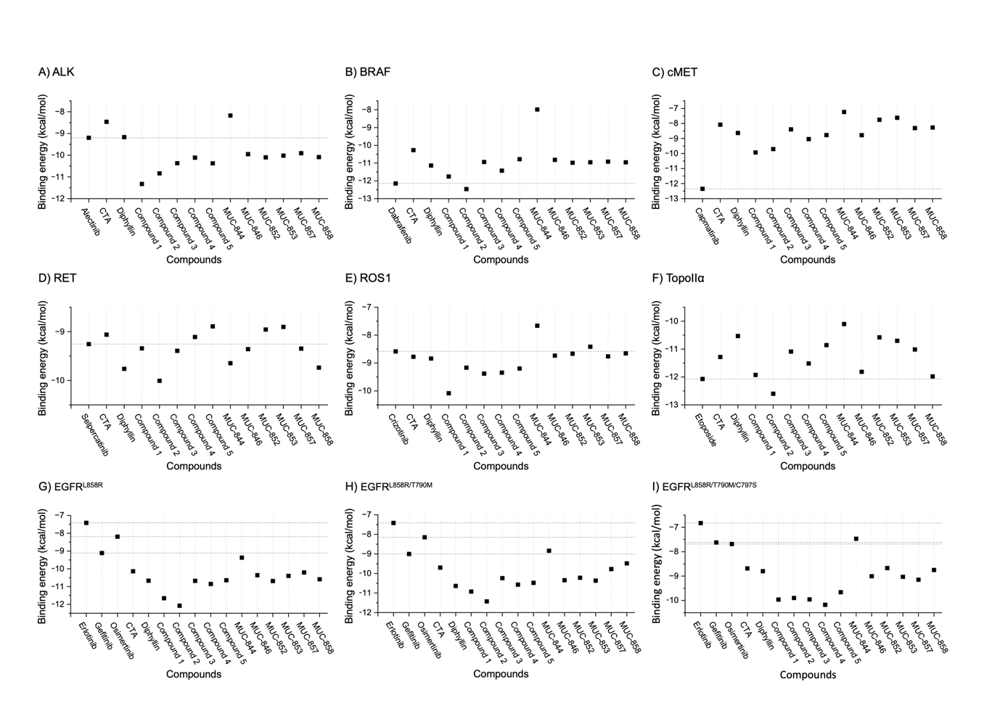 A) ALK
B) BRAF
C) cMET
Binding energy (kcal/mol)
−8
−9
−10
−11
−12
Alectinib
CTA
Diphyllin
Compound 1
Compound 2
Compound 3
Compound 4
Compound 5
MUC-844
MUC-846
MUC-852
MUC-853
MUC-857
MUC-858
Compounds
Binding energy (kcal/mol)
−7
−8
−9
−10
−11
−12
−13
Dabrafenib
CTA
Diphyllin
Compound 1
Compound 2
Compound 3
Compound 4
Compound 5
MUC-844
MUC-846
MUC-852
MUC-853
MUC-857
MUC-858
Compounds
Binding energy (kcal/mol)
−7
−8
−9
−10
−11
−12
−13
Capmatinib
CTA
Diphyllin
Compound 1
Compound 2
Compound 3
Compound 4
Compound 5
MUC-844
MUC-846
MUC-852
MUC-853
MUC-857
MUC-858
Compounds
D) RET
E) ROS1
F) TopoIIα
Binding energy (kcal/mol)
−9
−10
Selpercatinib
CTA
Diphyllin
Compound 1
Compound 2
Compound 3
Compound 4
Compound 5
MUC-844
MUC-846
MUC-852
MUC-853
MUC-857
MUC-858
Compounds
Binding energy (kcal/mol)
−7
−8
−9
−10
Crizotinib
CTA
Diphyllin
Compound 1
Compound 2
Compound 3
Compound 4
Compound 5
MUC-844
MUC-846
MUC-852
MUC-853
MUC-857
MUC-858
Compounds
Binding energy (kcal/mol)
−10
−11
−12
−13
Etoposide
CTA
Diphyllin
Compound 1
Compound 2
Compound 3
Compound 4
Compound 5
MUC-844
MUC-846
MUC-852
MUC-853
MUC-857
MUC-858
Compounds
G) EGFRL858R
H) EGFRL858R/T790M
I) EGFRL858R/T790M/C797S
Binding energy (kcal/mol)
−7
−8
−9
−10
−11
−12
Erlotinib
Gefitinib
Osimertinib
CTA
Diphyllin
Compound 1
Compound 2
Compound 3
Compound 4
Compound 5
MUC-844
MUC-846
MUC-852
MUC-853
MUC-857
MUC-858
Compounds
Binding energy (kcal/mol)
−7
−8
−9
−10
−11
−12
Erlotinib
Gefitinib
Osimertinib
CTA
Diphyllin
Compound 1
Compound 2
Compound 3
Compound 4
Compound 5
MUC-844
MUC-846
MUC-852
MUC-853
MUC-857
MUC-858
Compounds
Binding energy (kcal/mol)
−7
−8
−9
−10
Erlotinib
Gefitinib
Osimertinib
CTA
Diphyllin
Compound 1
Compound 2
Compound 3
Compound 4
Compound 5
MUC-844
MUC-846
MUC-852
MUC-853
MUC-857
MUC-858
Compounds